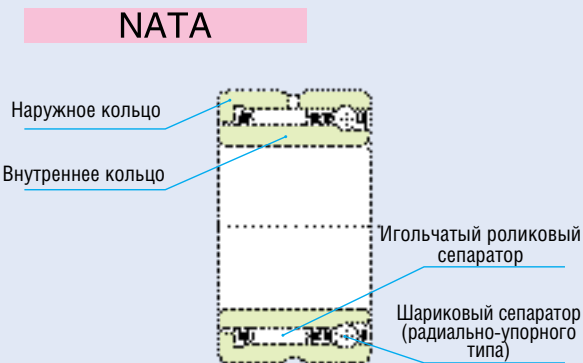 NATA
Наружное кольцо
Внутреннее кольцо
Игольчатый роликовый
сепаратор
Шариковый сепаратор
(радиально-упорного
типа)